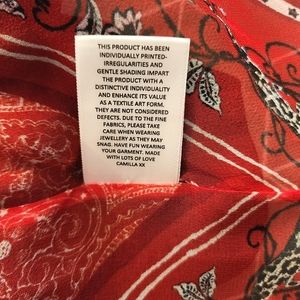 THIS PRODUCT HAS BEEN
INDIVIDUALLY PRINTED-
IRREGULARITIES AND
GENTLE SHADING IMPART
THE PRODUCT WITH A
DISTINCTIVE INDIVIDUALITY
AND ENHANCE ITS VALUE
AS A TEXTILE ART FORM.
THEY ARE NOT CONSIDERED
DEFECTS. DUE TO THE FINE
FABRICS, PLEASE TAKE
CARE WHEN WEARING
JEWELLERY AS THEY MAY
SNAG. HAVE FUN WEARING
YOUR GARMENT. MADE
WITH LOTS OF LOVE
CAMILLA XX